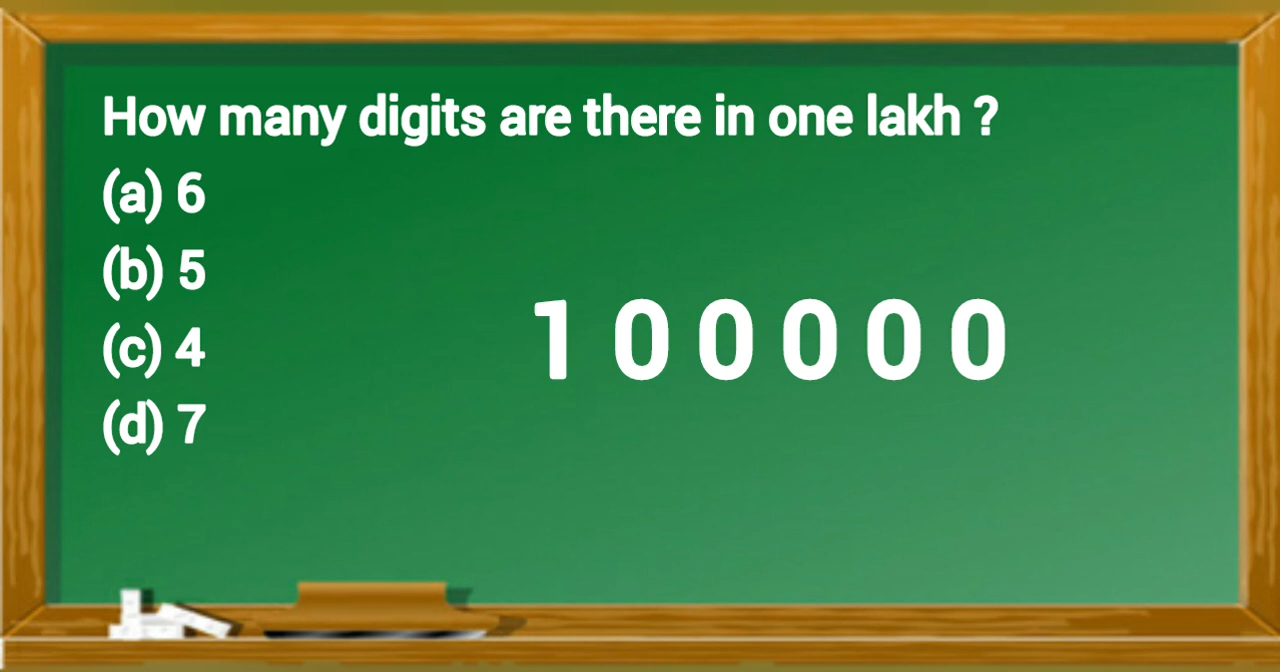 How many digits are there in one lakh ?
(a) 6
(b) 5
(c) 4
(d) 7
1 0 0 0 0 0